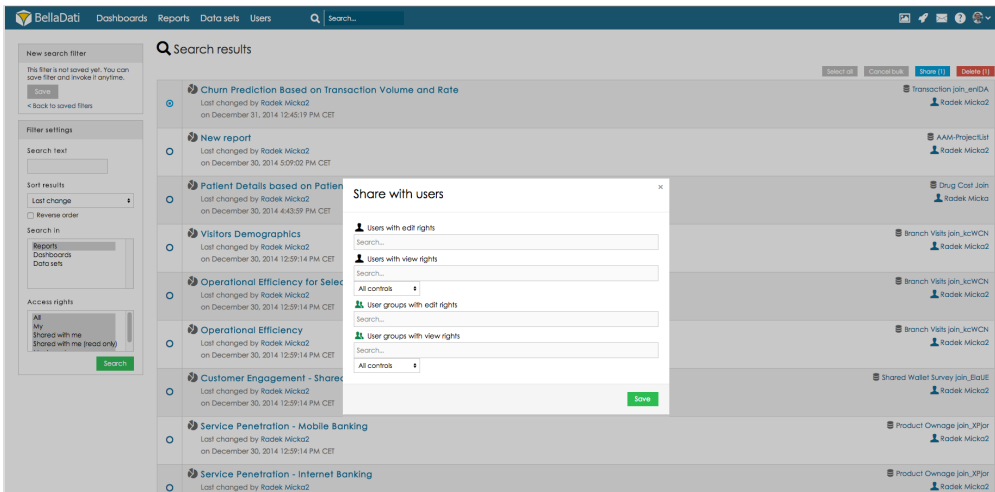 BellaDati Dashboards Reports Data sets Users Search...
New search filter
This filter is not saved yet. You can
save filter and invoke it anytime.
Save
< Back to saved filters
Filter settings
Search text
Sort results
Last change
Reverse order
Search in
Reports
Dashboards
Data sets
Access rights
All
My
Shared with me
Shared with me (read only)
Search
Search results
Select all Cancel bulk Share (1) Delete (1)
Churn Prediction Based on Transaction Volume and Rate
Last changed by Radek Micka2
on December 31, 2014 12:45:19 PM CET
Transaction join_enIDA
Radek Micka2
New report
Last changed by Radek Micka2
on December 30, 2014 5:09:02 PM CET
AAM-ProjectList
Radek Micka2
Patient Details based on Patien
Last changed by Radek Micka2
on December 30, 2014 4:43:59 PM CET
Drug Cost Join
Radek Micka
Visitors Demographics
Last changed by Radek Micka2
on December 30, 2014 12:59:14 PM CET
Branch Visits join_kcWCN
Radek Micka2
Operational Efficiency for Selec
Last changed by Radek Micka2
on December 30, 2014 12:59:14 PM CET
Branch Visits join_kcWCN
Radek Micka2
Operational Efficiency
Last changed by Radek Micka2
on December 30, 2014 12:59:14 PM CET
Branch Visits join_kcWCN
Radek Micka2
Customer Engagement - Share
Last changed by Radek Micka2
on December 30, 2014 12:59:14 PM CET
Shared Wallet Survey join_ElaUE
Radek Micka2
Service Penetration - Mobile Banking
Last changed by Radek Micka2
on December 30, 2014 12:59:14 PM CET
Product Ownage join_XPjor
Radek Micka2
Service Penetration - Internet Banking
Last changed by Radek Micka2
Product Ownage join_XPjor
Radek Micka2
Share with users ×
Users with edit rights
Search...
Users with view rights
Search...
All controls
User groups with edit rights
Search...
User groups with view rights
Search...
All controls
Save